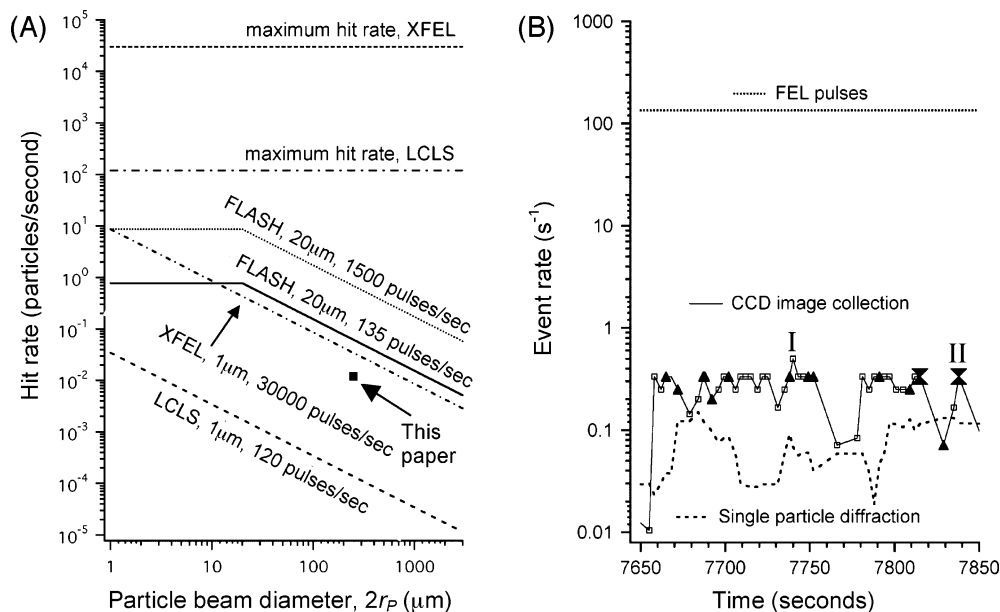 (A)
10^5
10^4
10^3
10^2
10^1
10^0
10^-1
10^-2
10^-3
10^-4
10^-5
Hit rate (particles/second)
maximum hit rate, XFEL
maximum hit rate, LCLS
FLASH, 20μm, 1500 pulses/sec
FLASH, 20μm, 135 pulses/sec
XFEL, 1μm, 30000 pulses/sec
LCLS, 1μm, 120 pulses/sec
This
paper
1
10
100
1000
Particle beam diameter, 2r_P (μm)
(B)
100
10
1
0.1
0.01
Event rate (s^-1)
FEL pulses
CCD image collection
I
II
Single particle diffraction
7650
7700
7750
7800
7850
Time (seconds)